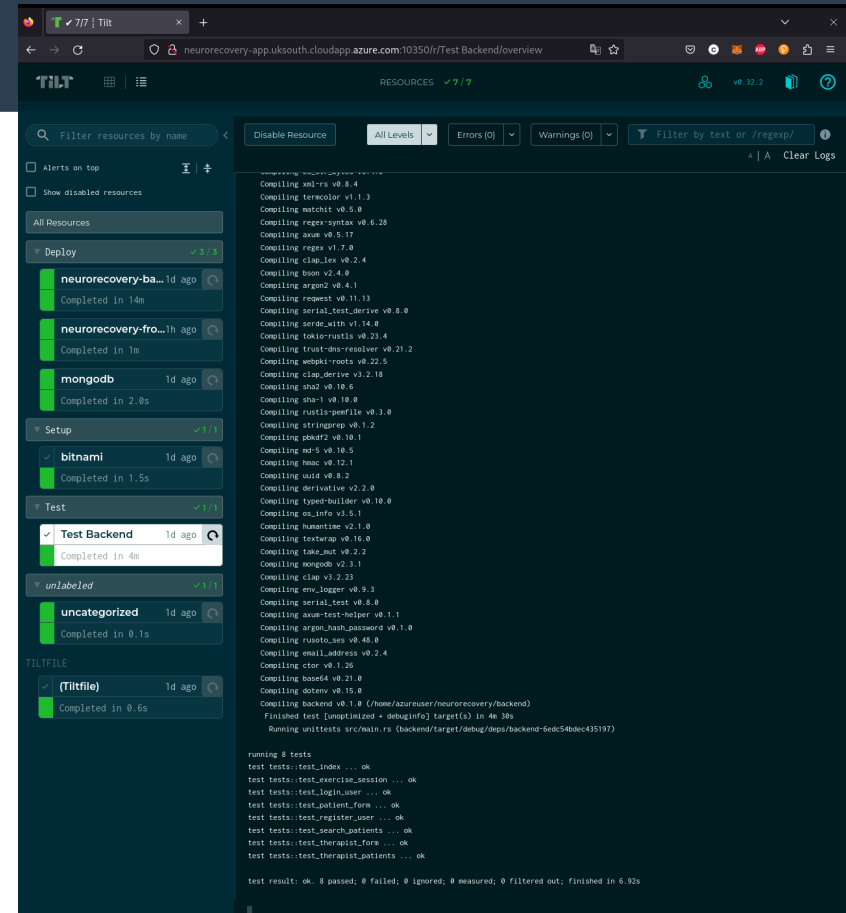 ✔ 7/7 ┊ Tilt
neurorecovery-app.uksouth.cloudapp.azure.com:10350/r/Test Backend/overview
TiLT
RESOURCES ✓ 7 / 7
v0.32.2
Filter resources by name
Disable Resource
All Levels
Errors (0)
Warnings (0)
Filter by text or /regexp/
A | A
Clear Logs
Alerts on top
Show disabled resources
All Resources
Deploy ✓ 3 / 3
neurorecovery-ba... 1d ago
Completed in 14m
neurorecovery-fro... 1h ago
Completed in 1m
mongodb 1d ago
Completed in 2.0s
Setup ✓ 1 / 1
bitnami 1d ago
Completed in 1.5s
Test ✓ 1 / 1
Test Backend 1d ago
Completed in 4m
unlabeled ✓ 1 / 1
uncategorized 1d ago
Completed in 0.1s
TILTFILE
(Tiltfile) 1d ago
Completed in 0.6s
Compiling xml-rs v0.8.4
Compiling termcolor v1.1.3
Compiling matchit v0.5.0
Compiling regex-syntax v0.6.28
Compiling axum v0.5.17
Compiling regex v1.7.0
Compiling clap_lex v0.2.4
Compiling bson v2.4.0
Compiling argon2 v0.4.1
Compiling reqwest v0.11.13
Compiling serial_test_derive v0.8.0
Compiling serde_with v1.14.0
Compiling tokio-rustls v0.23.4
Compiling trust-dns-resolver v0.21.2
Compiling webpki-roots v0.22.5
Compiling clap_derive v3.2.18
Compiling sha2 v0.10.6
Compiling sha-1 v0.10.0
Compiling rustls-pemfile v0.3.0
Compiling stringprep v0.1.2
Compiling pbkdf2 v0.10.1
Compiling md-5 v0.10.5
Compiling hmac v0.12.1
Compiling uuid v0.8.2
Compiling derivative v2.2.0
Compiling typed-builder v0.10.0
Compiling os_info v3.5.1
Compiling humantime v2.1.0
Compiling textwrap v0.16.0
Compiling take_mut v0.2.2
Compiling mongodb v2.3.1
Compiling clap v3.2.23
Compiling env_logger v0.9.3
Compiling serial_test v0.8.0
Compiling axum-test-helper v0.1.1
Compiling argon_hash_password v0.1.0
Compiling rusoto_ses v0.48.0
Compiling email_address v0.2.4
Compiling ctor v0.1.26
Compiling base64 v0.21.0
Compiling dotenv v0.15.0
Compiling backend v0.1.0 (/home/azureuser/neurorecovery/backend)
Finished test [unoptimized + debuginfo] target(s) in 4m 30s
Running unittests src/main.rs (backend/target/debug/deps/backend-6edc54bdec435197)
running 8 tests
test tests::test_index ... ok
test tests::test_exercise_session ... ok
test tests::test_login_user ... ok
test tests::test_patient_form ... ok
test tests::test_register_user ... ok
test tests::test_search_patients ... ok
test tests::test_therapist_form ... ok
test tests::test_therapist_patients ... ok
test result: ok. 8 passed; 0 failed; 0 ignored; 0 measured; 0 filtered out; finished in 6.92s